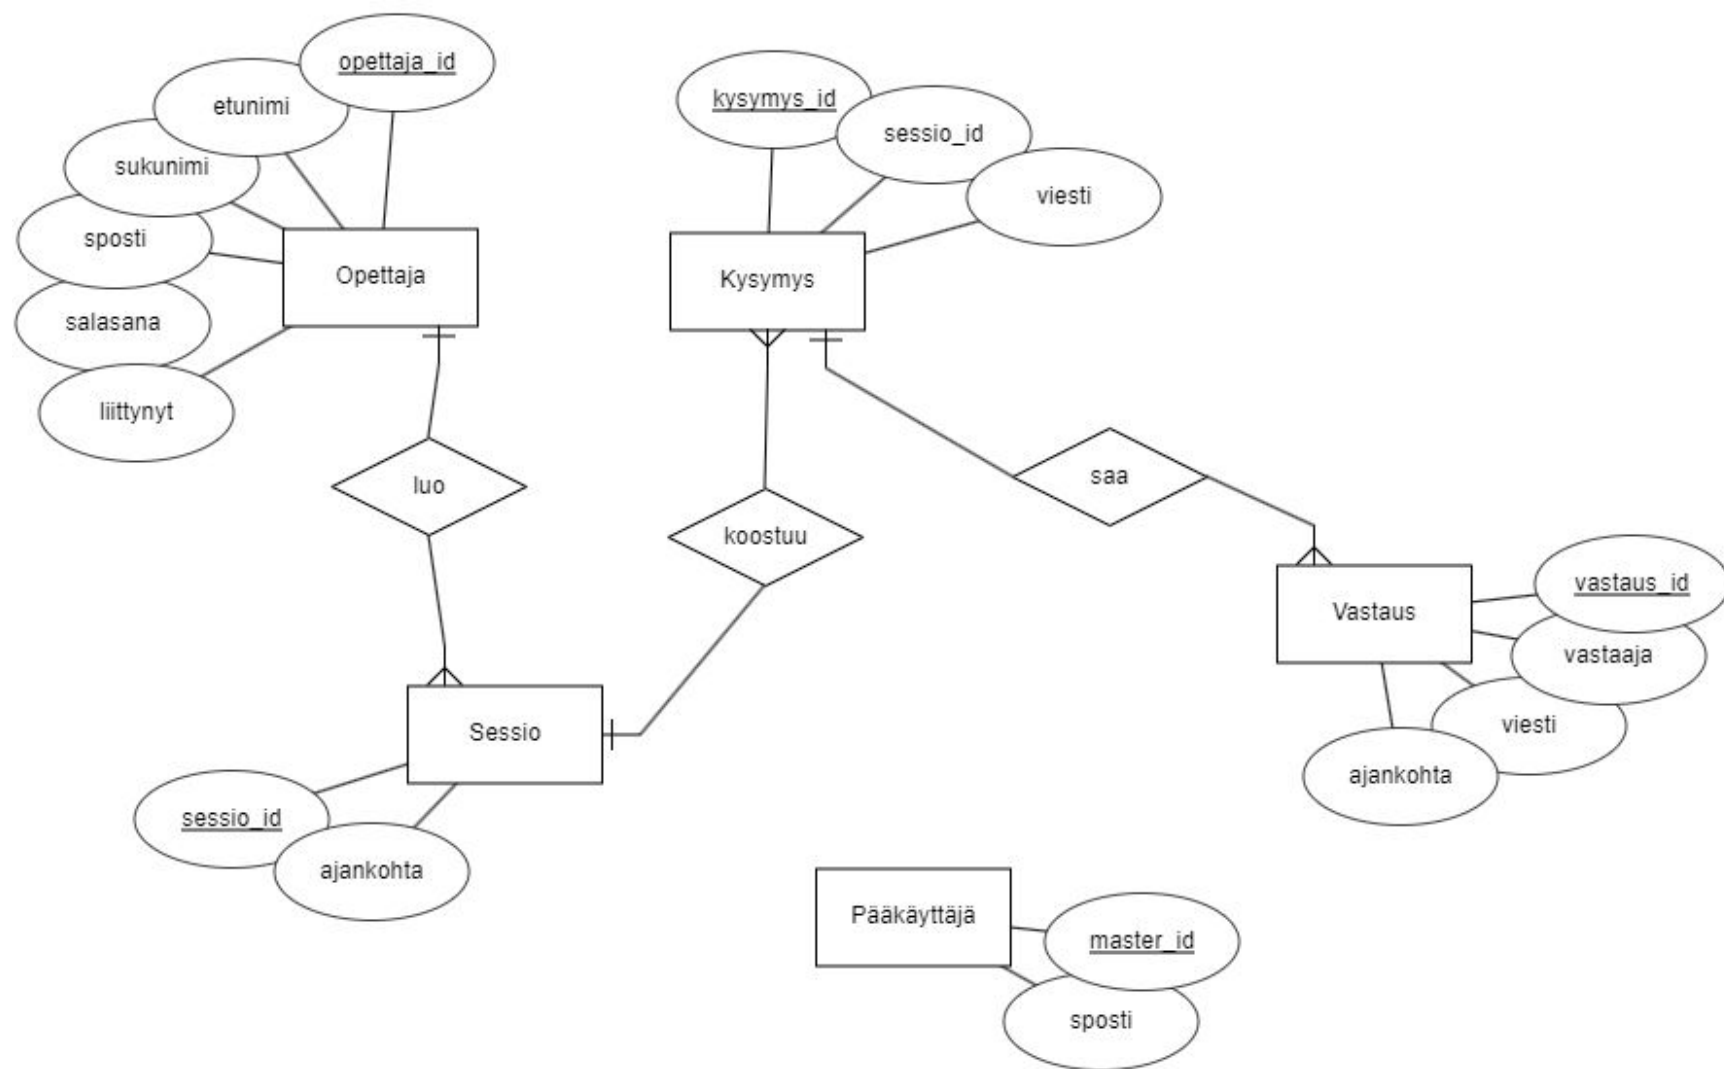 opettaja_id
etunimi
sukunimi
sposti
salasana
liittynyt
Opettaja
kysymys_id
sessio_id
viesti
Kysymys
luo
koostuu
saa
Vastaus
vastaus_id
vastaaja
viesti
ajankohta
Sessio
sessio_id
ajankohta
Pääkäyttäjä
master_id
sposti